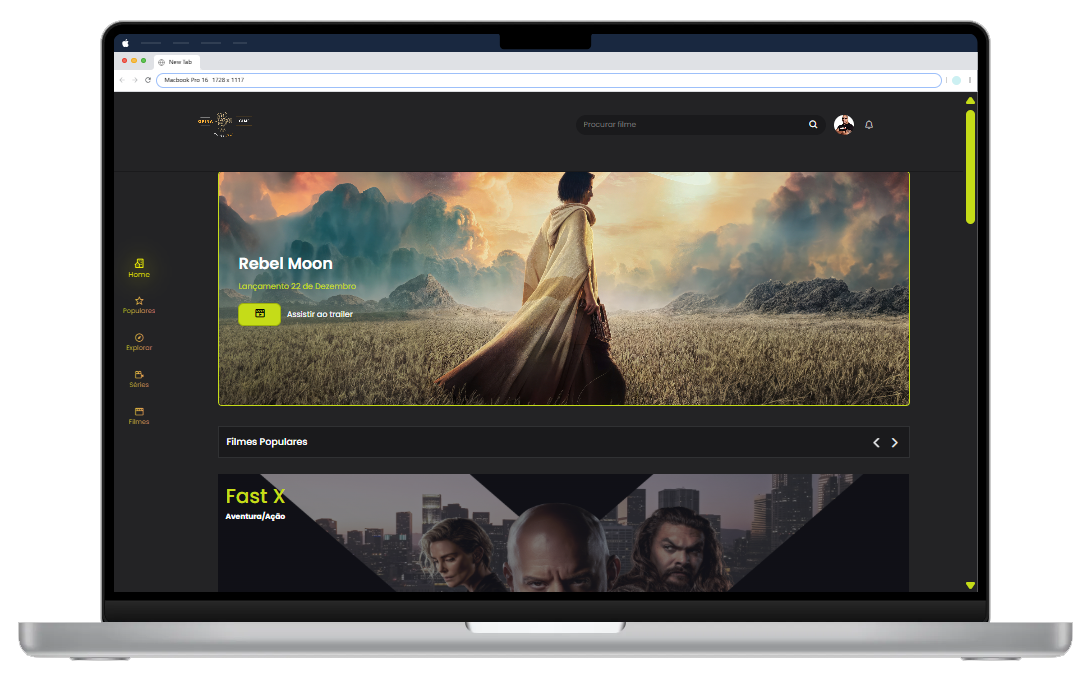 New Tab
Macbook Pro 16 1728 x 1117
OPINA
Procurar filme
Home
Populares
Explorar
Séries
Filmes
Rebel Moon
Lançamento 22 de Dezembro
Assistir ao trailer
Filmes Populares
Fast X
Aventura/Ação